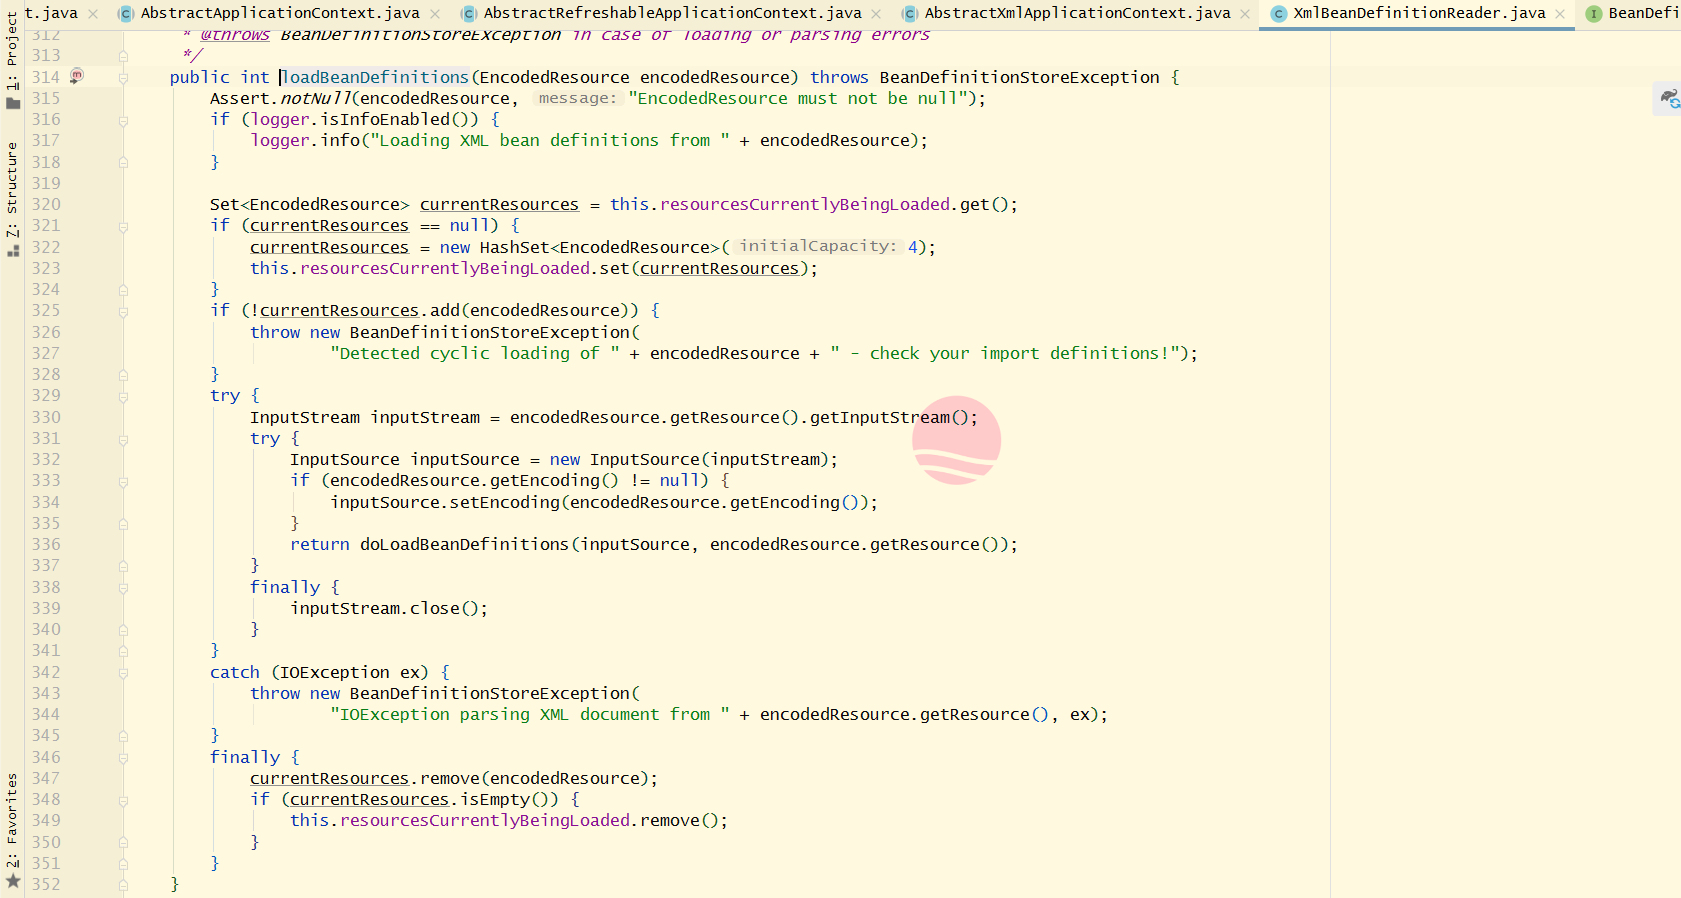 t.java AbstractApplicationContext.java AbstractRefreshableApplicationContext.java AbstractXmlApplicationContext.java XmlBeanDefinitionReader.java BeanDefi
1: Project
7: Structure
2: Favorites
312 * @throws BeanDefinitionStoreException in case of loading or parsing errors
313 */
314 public int loadBeanDefinitions(EncodedResource encodedResource) throws BeanDefinitionStoreException {
315 Assert.notNull(encodedResource, message: "EncodedResource must not be null");
316 if (logger.isInfoEnabled()) {
317 logger.info("Loading XML bean definitions from " + encodedResource);
318 }
319
320 Set<EncodedResource> currentResources = this.resourcesCurrentlyBeingLoaded.get();
321 if (currentResources == null) {
322 currentResources = new HashSet<EncodedResource>( initialCapacity: 4);
323 this.resourcesCurrentlyBeingLoaded.set(currentResources);
324 }
325 if (!currentResources.add(encodedResource)) {
326 throw new BeanDefinitionStoreException(
327 "Detected cyclic loading of " + encodedResource + " - check your import definitions!");
328 }
329 try {
330 InputStream inputStream = encodedResource.getResource().getInputStream();
331 try {
332 InputSource inputSource = new InputSource(inputStream);
333 if (encodedResource.getEncoding() != null) {
334 inputSource.setEncoding(encodedResource.getEncoding());
335 }
336 return doLoadBeanDefinitions(inputSource, encodedResource.getResource());
337 }
338 finally {
339 inputStream.close();
340 }
341 }
342 catch (IOException ex) {
343 throw new BeanDefinitionStoreException(
344 "IOException parsing XML document from " + encodedResource.getResource(), ex);
345 }
346 finally {
347 currentResources.remove(encodedResource);
348 if (currentResources.isEmpty()) {
349 this.resourcesCurrentlyBeingLoaded.remove();
350 }
351 }
352 }